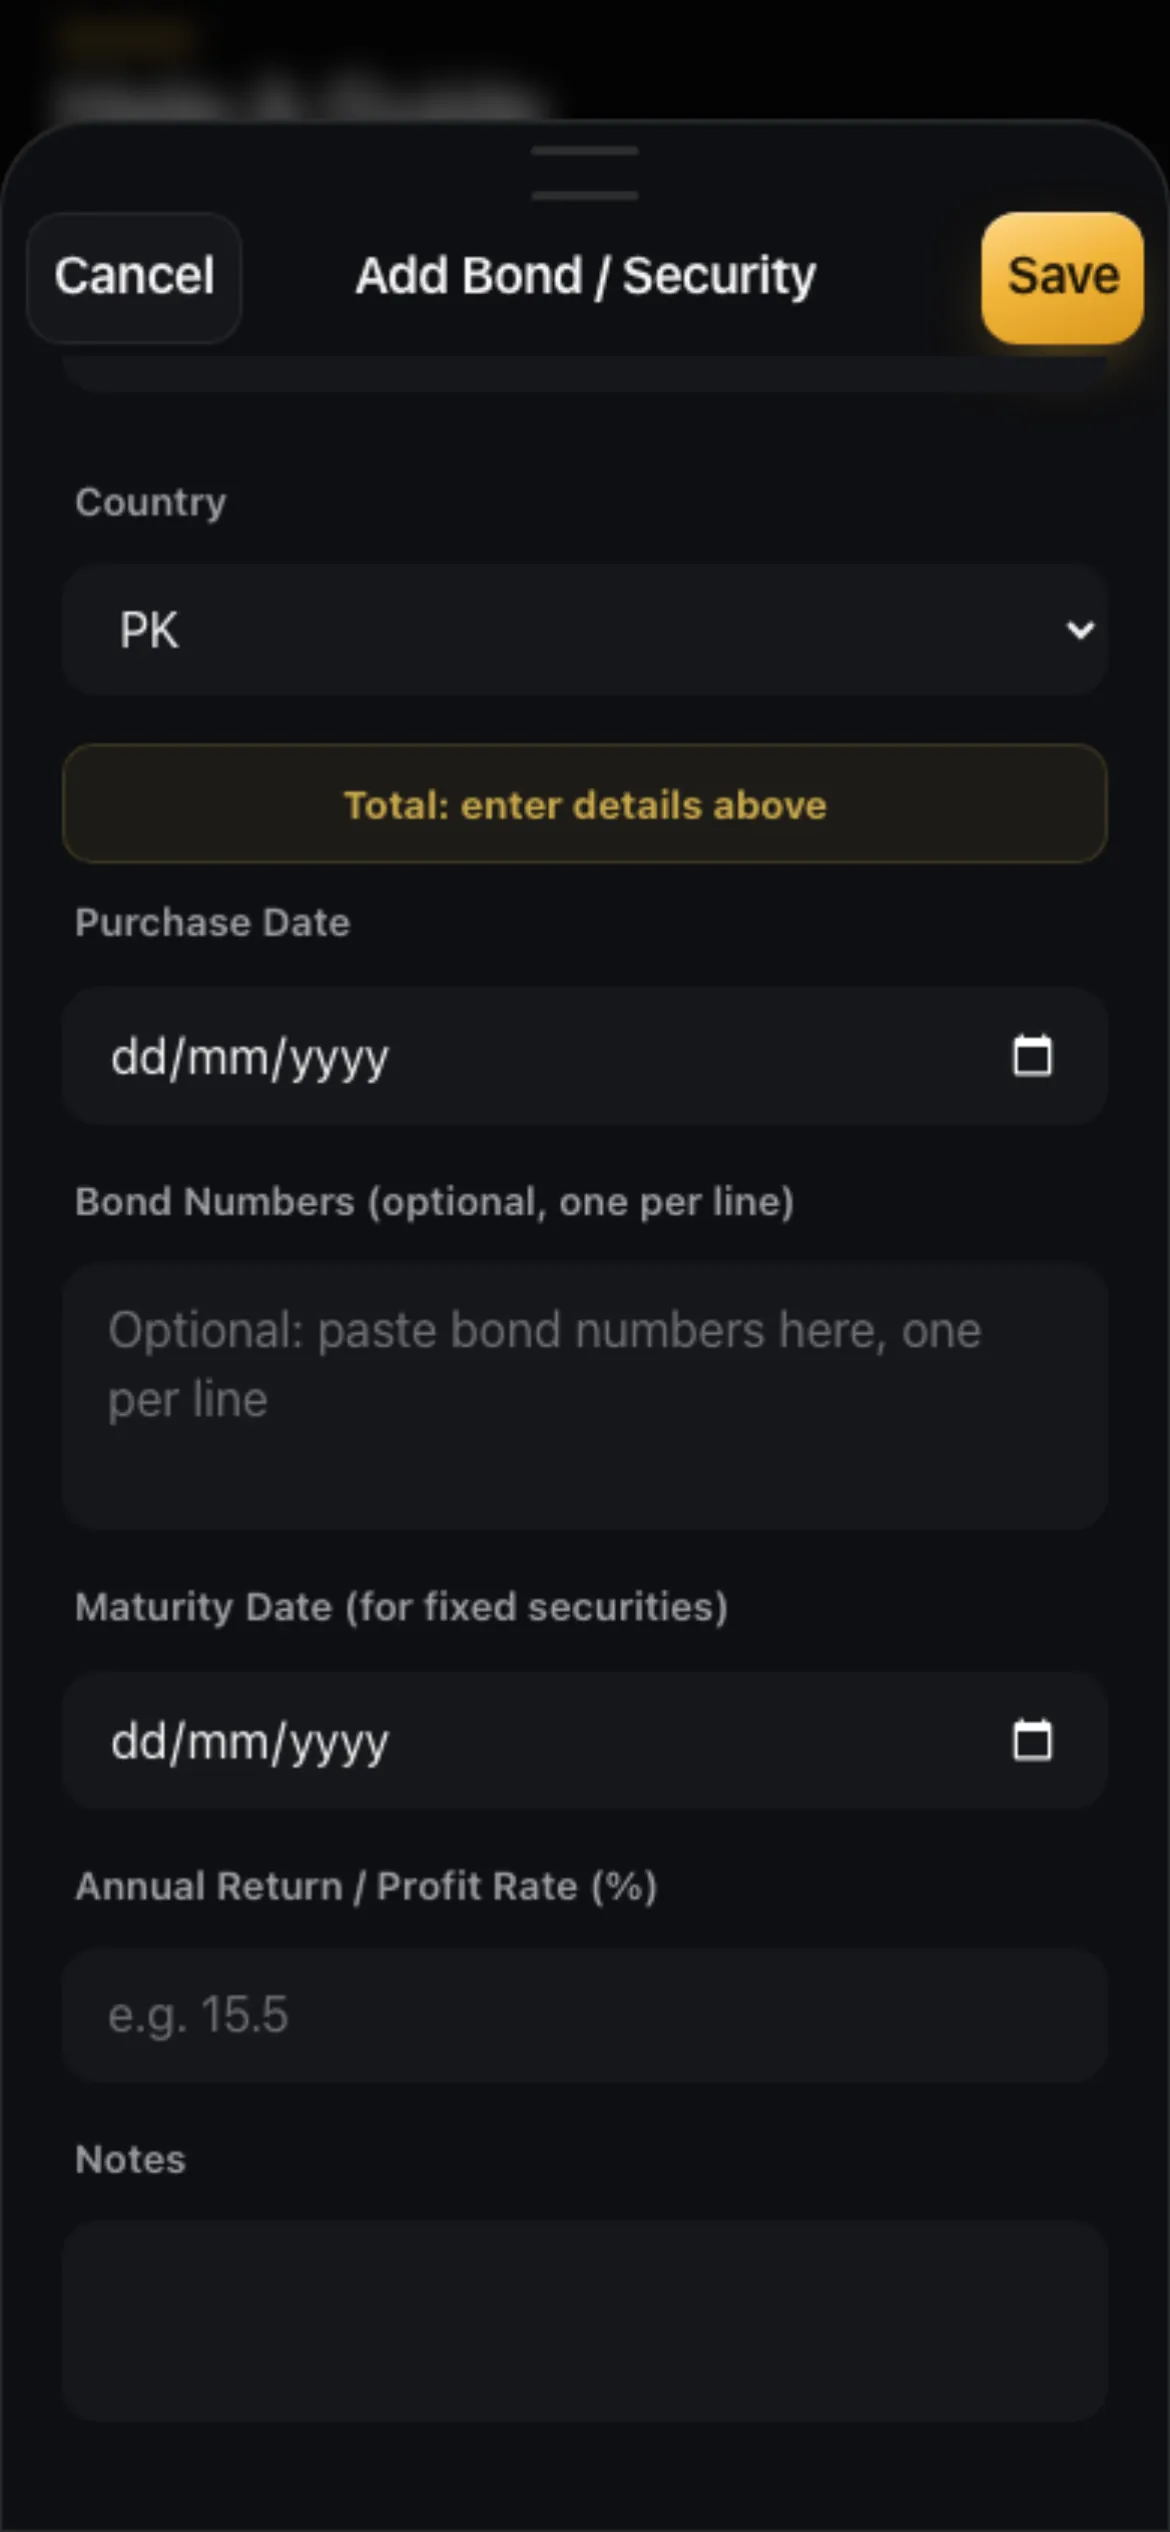 Cancel
Add Bond / Security
Save
Country
PK
Total: enter details above
Purchase Date
dd/mm/yyyy
Bond Numbers (optional, one per line)
Optional: paste bond numbers here, one
per line
Maturity Date (for fixed securities)
dd/mm/yyyy
Annual Return / Profit Rate (%)
e.g. 15.5
Notes